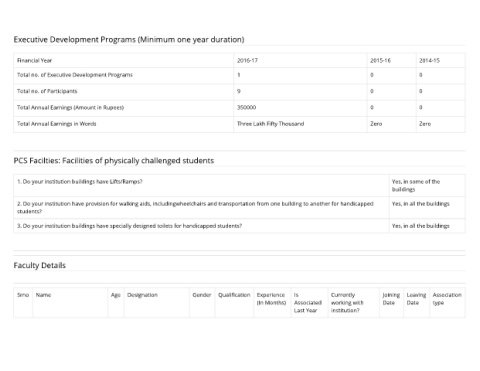 Executive Development Programs (Minimum one year duration)
Financial Year 2016-17 2015-16 2014-15
Total no. of Executive Development Programs 1 0 0
Total no. of Participants 9 0 0
Total Annual Earnings (Amount in Rupees) 350000 0 0
Total Annual Earnings in Words Three Lakh Fifty Thousand Zero Zero
PCS Facilties: Facilities of physically challenged students
1. Do your institution buildings have Lifts/Ramps? Yes, in some of the
buildings
2. Do your institution have provision for walking aids, includingwheelchairs and transportation from one building to another for handicapped Yes, in all the buildings
students?
3. Do your institution buildings have specially designed toilets for handicapped students? Yes, in all the buildings
Faculty Details
Srno Name Age Designation Gender Qualification Experience Is Currently Joining Leaving Association
(In Months) Associated working with Date Date type
Last Year institution?